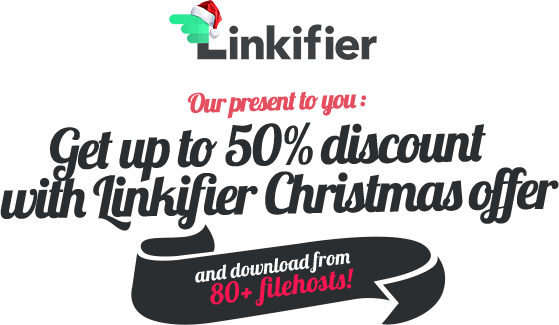 Linkifier
Our present to you :
Get up to 50% discount
with Linkifier Christmas offer
and download from
80+ filehosts!